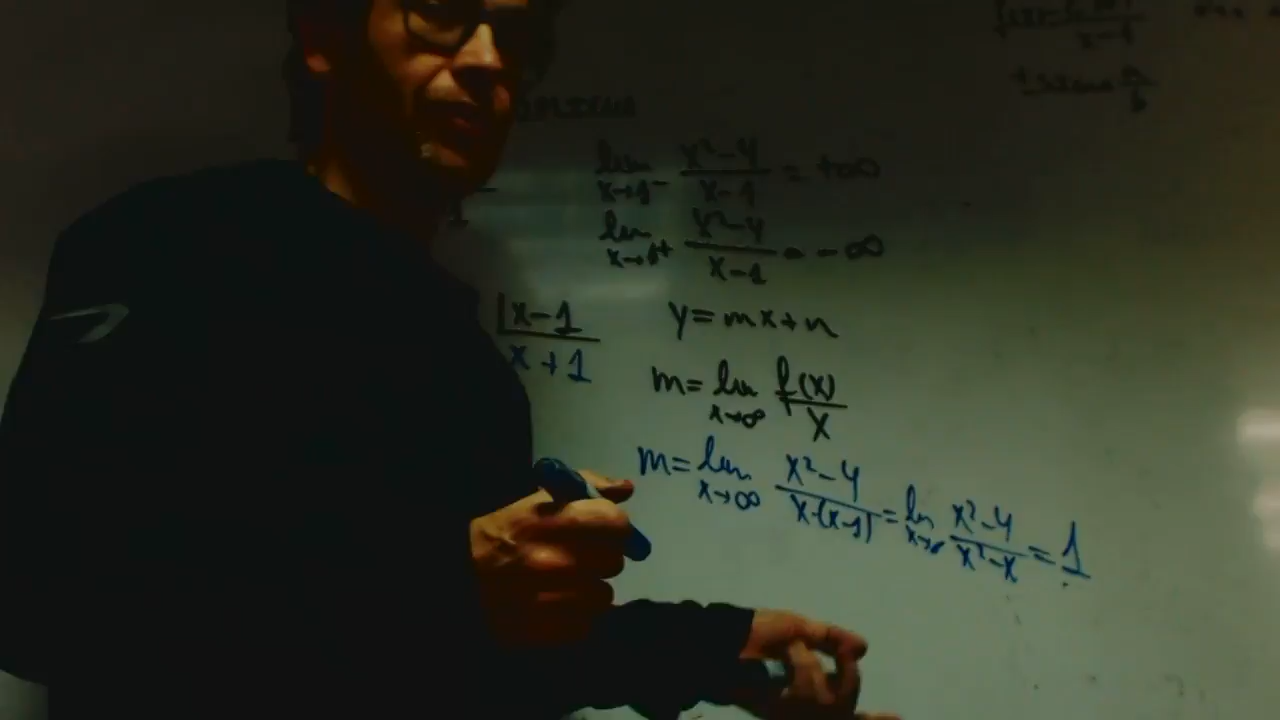 lim x→1⁻ x²-4 / x-1 = +∞
lim x→1⁺ x²-4 / x-1 = -∞
x-1
x+1
y=mx+n
m= lim x→∞ f(x) / x
m= lim x→∞ x²-4 / x·(x-1) = lim x→∞ x²-4 / x²-x = 1